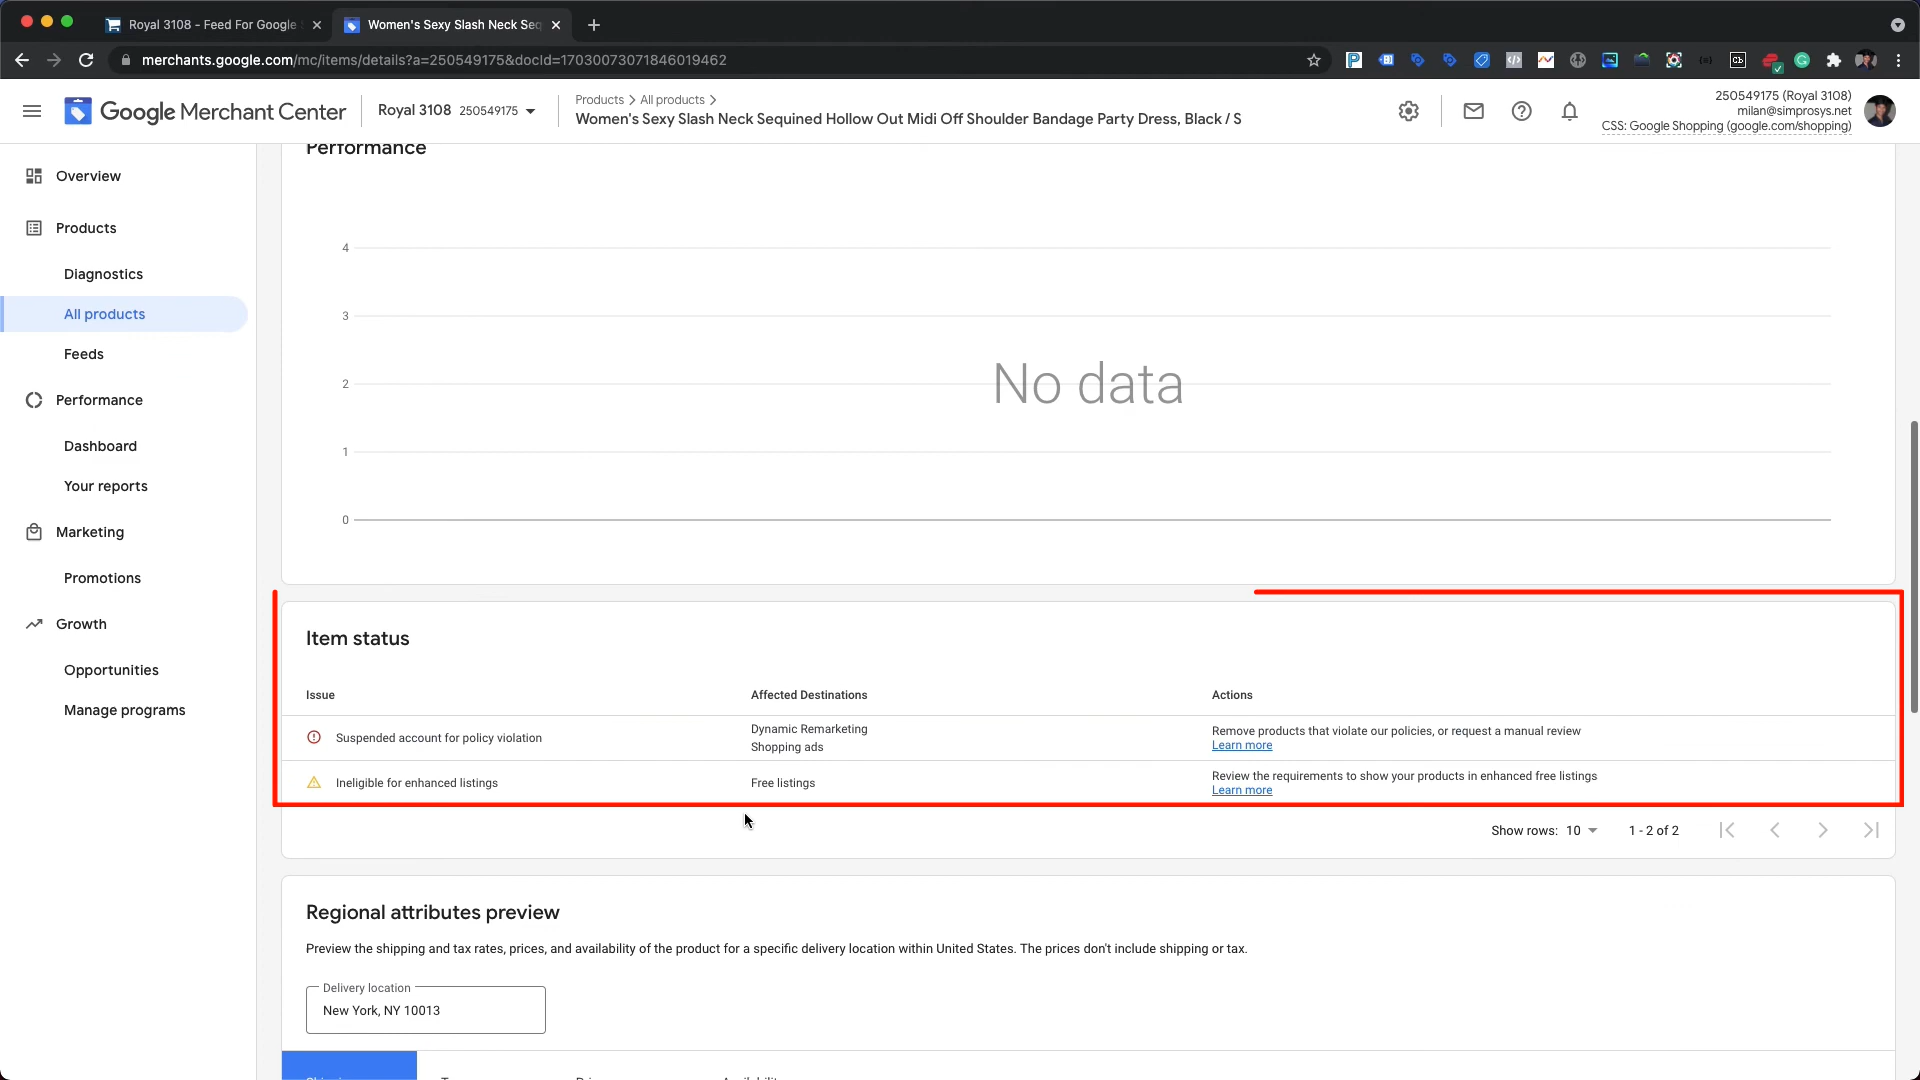 Royal 3108 - Feed For Google
Women's Sexy Slash Neck Seq
merchants.google.com/mc/items/details?a=250549175&docId=17030073071846019462
Google Merchant Center
Royal 3108 250549175
Products > All products >
Women's Sexy Slash Neck Sequined Hollow Out Midi Off Shoulder Bandage Party Dress, Black / S
250549175 (Royal 3108)
milan@simprosys.net
CSS: Google Shopping (google.com/shopping)
Overview
Products
Diagnostics
All products
Feeds
Performance
Dashboard
Your reports
Marketing
Promotions
Growth
Opportunities
Manage programs
Performance
4
3
2
1
0
No data
Item status
Issue Affected Destinations Actions
Suspended account for policy violation
Dynamic Remarketing
Shopping ads
Remove products that violate our policies, or request a manual review
Learn more
Ineligible for enhanced listings
Free listings
Review the requirements to show your products in enhanced free listings
Learn more
Show rows: 10 1 - 2 of 2
Regional attributes preview
Preview the shipping and tax rates, prices, and availability of the product for a specific delivery location within United States. The prices don't include shipping or tax.
Delivery location
New York, NY 10013